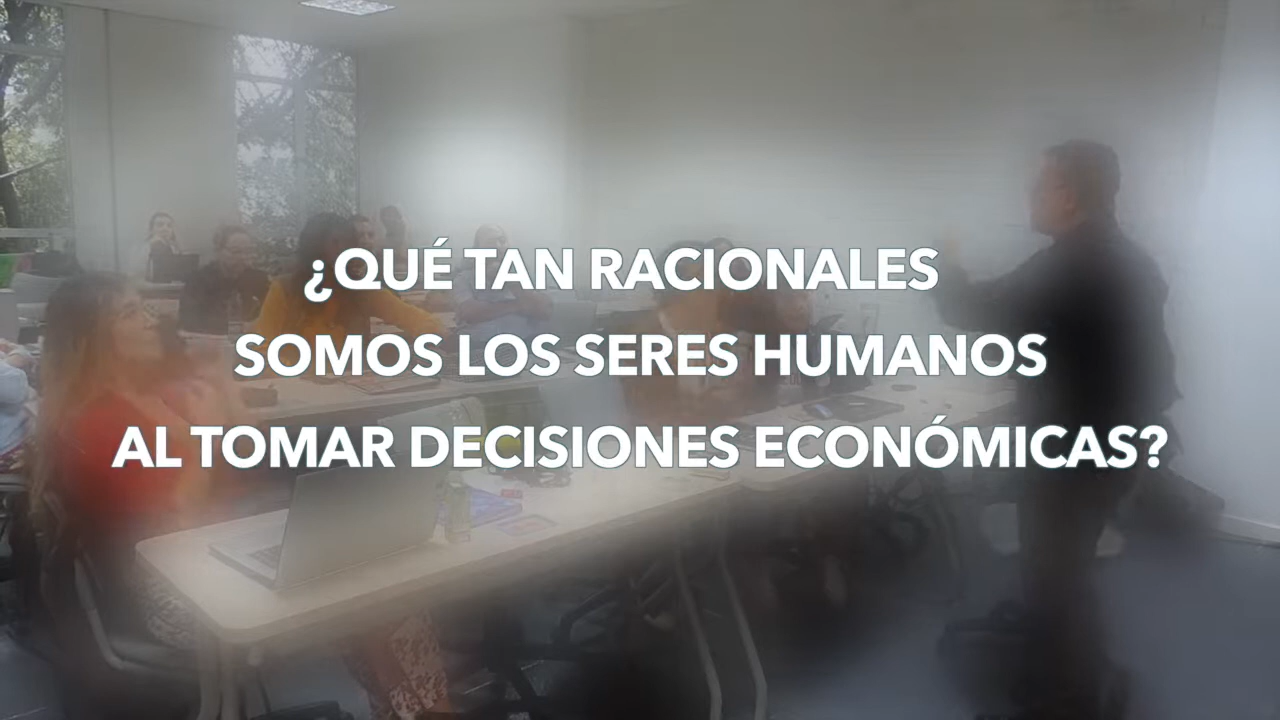 ¿QUÉ TAN RACIONALES
SOMOS LOS SERES HUMANOS
AL TOMAR DECISIONES ECONÓMICAS?